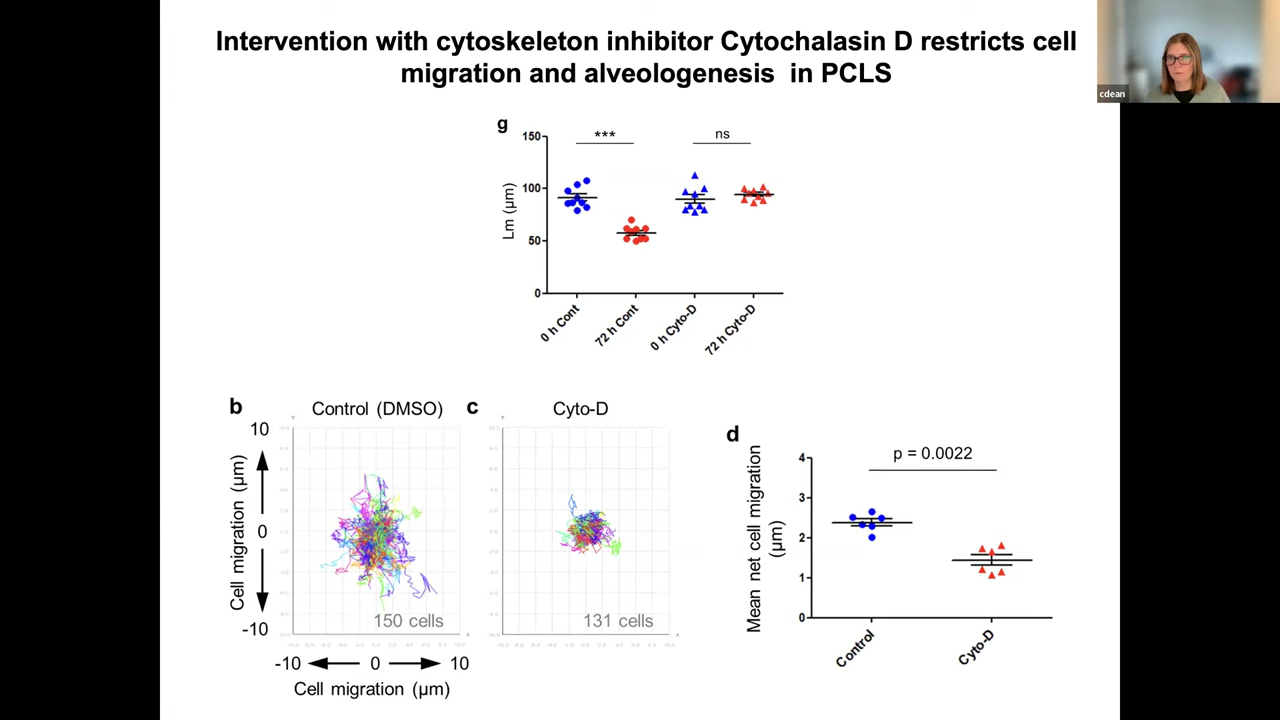 Intervention with cytoskeleton inhibitor Cytochalasin D restricts cell
migration and alveologenesis in PCLS
cdean
g
***
ns
150
100
50
0
Lm (µm)
0 h Cont
72 h Cont
0 h Cyto-D
72 h Cyto-D
b
Control (DMSO)
10
0
-10
Cell migration (µm)
150 cells
-10
0
10
Cell migration (µm)
c
Cyto-D
131 cells
d
p = 0.0022
4
3
2
1
0
Mean net cell migration
(µm)
Control
Cyto-D